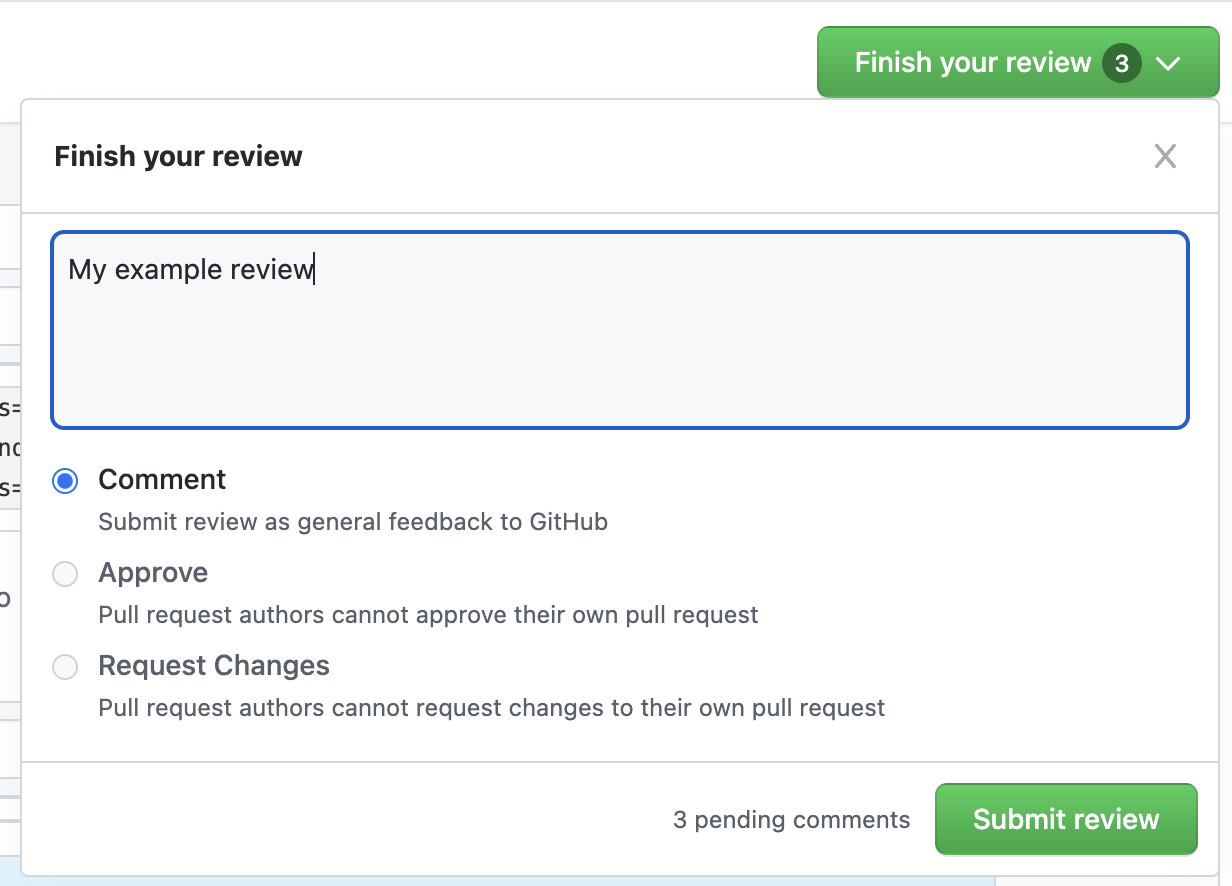 Finish your review 3
Finish your review
My example review
s=
nd
s=
Comment
Submit review as general feedback to GitHub
Approve
o
Pull request authors cannot approve their own pull request
Request Changes
Pull request authors cannot request changes to their own pull request
3 pending comments
Submit review